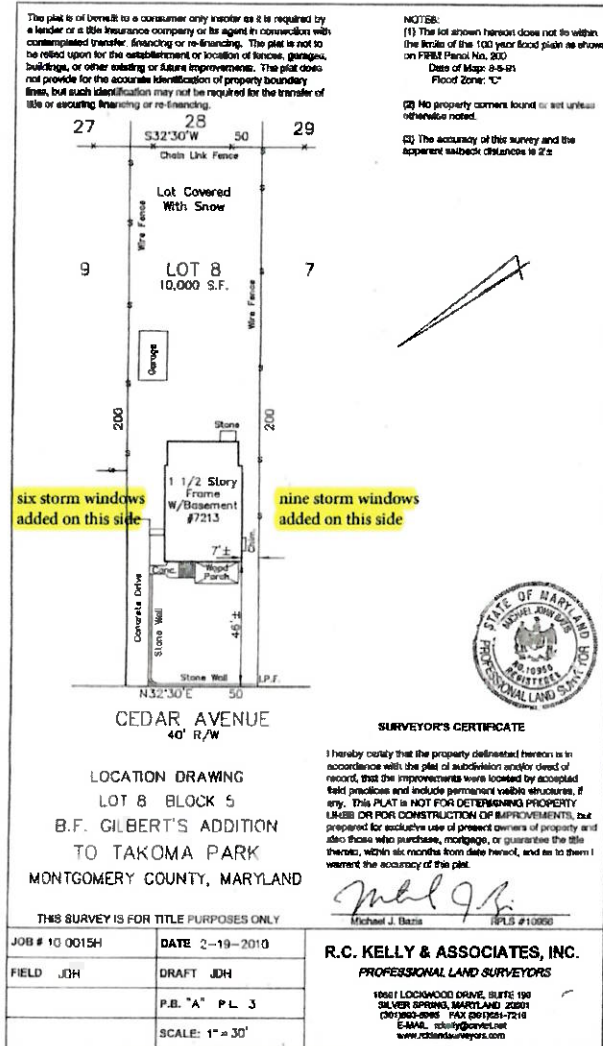 The plat is of benefit to a consumer only insofar as it is required by
a lender or a title insurance company or its agent in connection with
contemplated transfer, financing or re-financing. The plat is not to
be relied upon for the establishment or location of fences, garages,
buildings, or other existing or future improvements. The plat does
not provide for the accurate identification of property boundary
lines, but such identification may not be required for the transfer of
title or securing financing or re-financing.
NOTES:
(1) The lot shown hereon does not lie within
the limits of the 100 year flood plain as shown
on FIRM Panel No. 200
Date of Map: 8-5-91
Flood Zone: "C"
(2) No property corners found or set unless
otherwise noted.
(3) The accuracy of this survey and the
apparent setback distances is 2'±
27
28
29
S32°30'W
50
Chain Link Fence
Lot Covered
With Snow
Wire Fence
Wire Fence
9
LOT 8
10,000 S.F.
7
Garage
200
200
Stone
1 1/2 Story
Frame
W/Basement
#7213
six storm windows
added on this side
nine storm windows
added on this side
7'±
Chim.
Conc.
Wood
Porch
Concrete Drive
Stone Wall
46'±
Stone Wall
I.P.F.
N32°30'E
50
CEDAR AVENUE
40' R/W
LOCATION DRAWING
LOT 8 BLOCK 5
B.F. GILBERT'S ADDITION
TO TAKOMA PARK
MONTGOMERY COUNTY, MARYLAND
THIS SURVEY IS FOR TITLE PURPOSES ONLY
STATE OF MARYLAND
MICHAEL JOHN BAZIS
NO. 10956
REGISTERED
PROFESSIONAL LAND SURVEYOR
SURVEYOR'S CERTIFICATE
I hereby certify that the property delineated hereon is in
accordance with the plat of subdivision and/or deed of
record, that the improvements were located by accepted
field practices and include permanent visible structures, if
any. This PLAT is NOT FOR DETERMINING PROPERTY
LINES OR FOR CONSTRUCTION OF IMPROVEMENTS, but
prepared for exclusive use of present owners of property and
also those who purchase, mortgage, or guarantee the title
thereto, within six months from date hereof, and as to them I
warrant the accuracy of this plat.
Michael J. Bazis
RPLS #10956
JOB # 10 0015H
DATE 2-19-2010
FIELD JDH
DRAFT JDH
P.B. "A" PL 3
SCALE: 1" = 30'
R.C. KELLY & ASSOCIATES, INC.
PROFESSIONAL LAND SURVEYORS
10607 LOCKWOOD DRIVE, SUITE 190
SILVER SPRING, MARYLAND 20901
E-MAIL